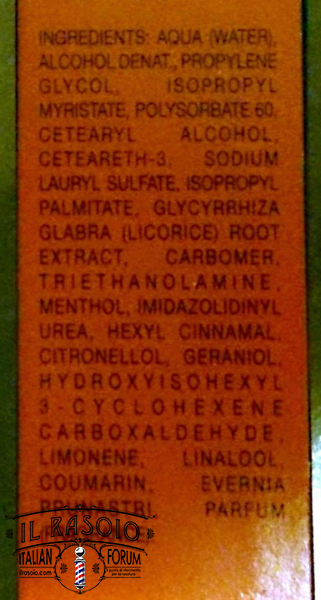 INGREDIENTS: AQUA (WATER),
ALCOHOL DENAT., PROPYLENE
GLYCOL, ISOPROPYL
MYRISTATE, POLYSORBATE 60,
CETEARYL ALCOHOL,
CETEARETH-3, SODIUM
LAURYL SULFATE, ISOPROPYL
PALMITATE, GLYCYRRHIZA
GLABRA (LICORICE) ROOT
EXTRACT, CARBOMER,
TRIETHANOLAMINE,
MENTHOL, IMIDAZOLIDINYL
UREA, HEXYL CINNAMAL,
CITRONELLOL, GERANIOL,
HYDROXYISOHEXYL
3-CYCLOHEXENE
CARBOXALDEHYDE,
LIMONENE, LINALOOL,
COUMARIN, EVERNIA
PRUNASTRI, PARFUM
IL RASOIO
ITALIAN FORUM
ilrasoio.com